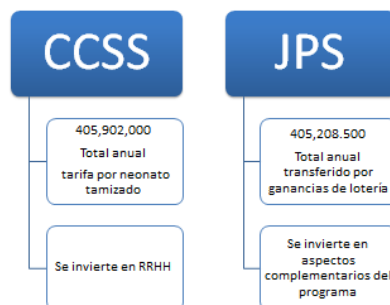 CCSS
405,902,000
Total anual
tarifa por neonato
tamizado
Se invierte en RRHH
JPS
405,208.500
Total anual
transferido por
ganancias de lotería
Se invierte en
aspectos
complementarios del
programa